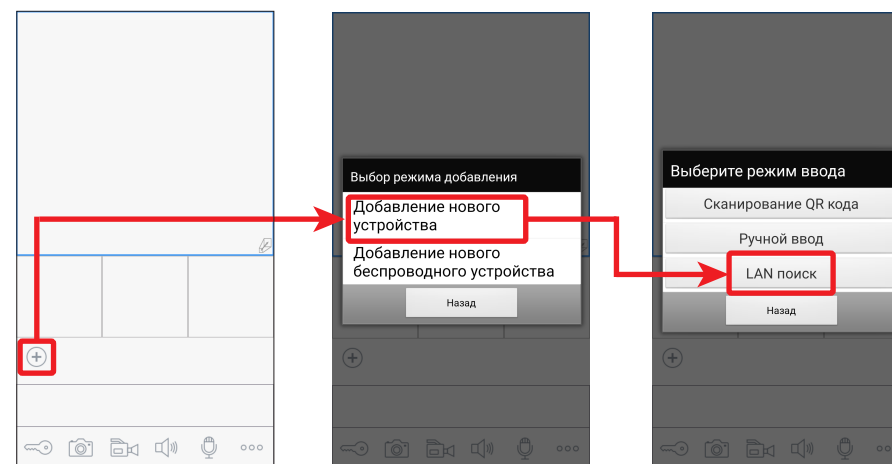 Выбор режима добавления
Добавление нового
устройства
Добавление нового
беспроводного устройства
Назад
Выберите режим ввода
Сканирование QR кода
Ручной ввод
LAN поиск
Назад